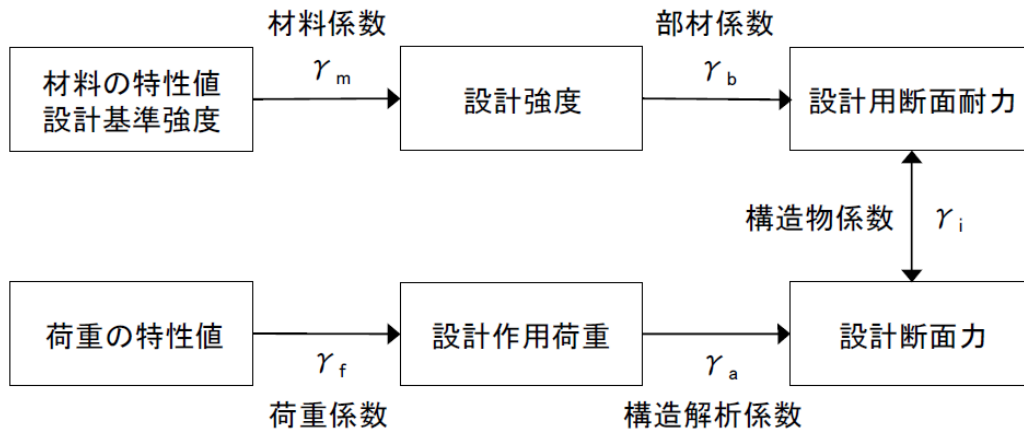 材料係数
γm
部材係数
γb
材料の特性値
設計基準強度
設計強度
設計用断面耐力
構造物係数
γi
荷重の特性値
設計作用荷重
設計断面力
γf
荷重係数
γa
構造解析係数